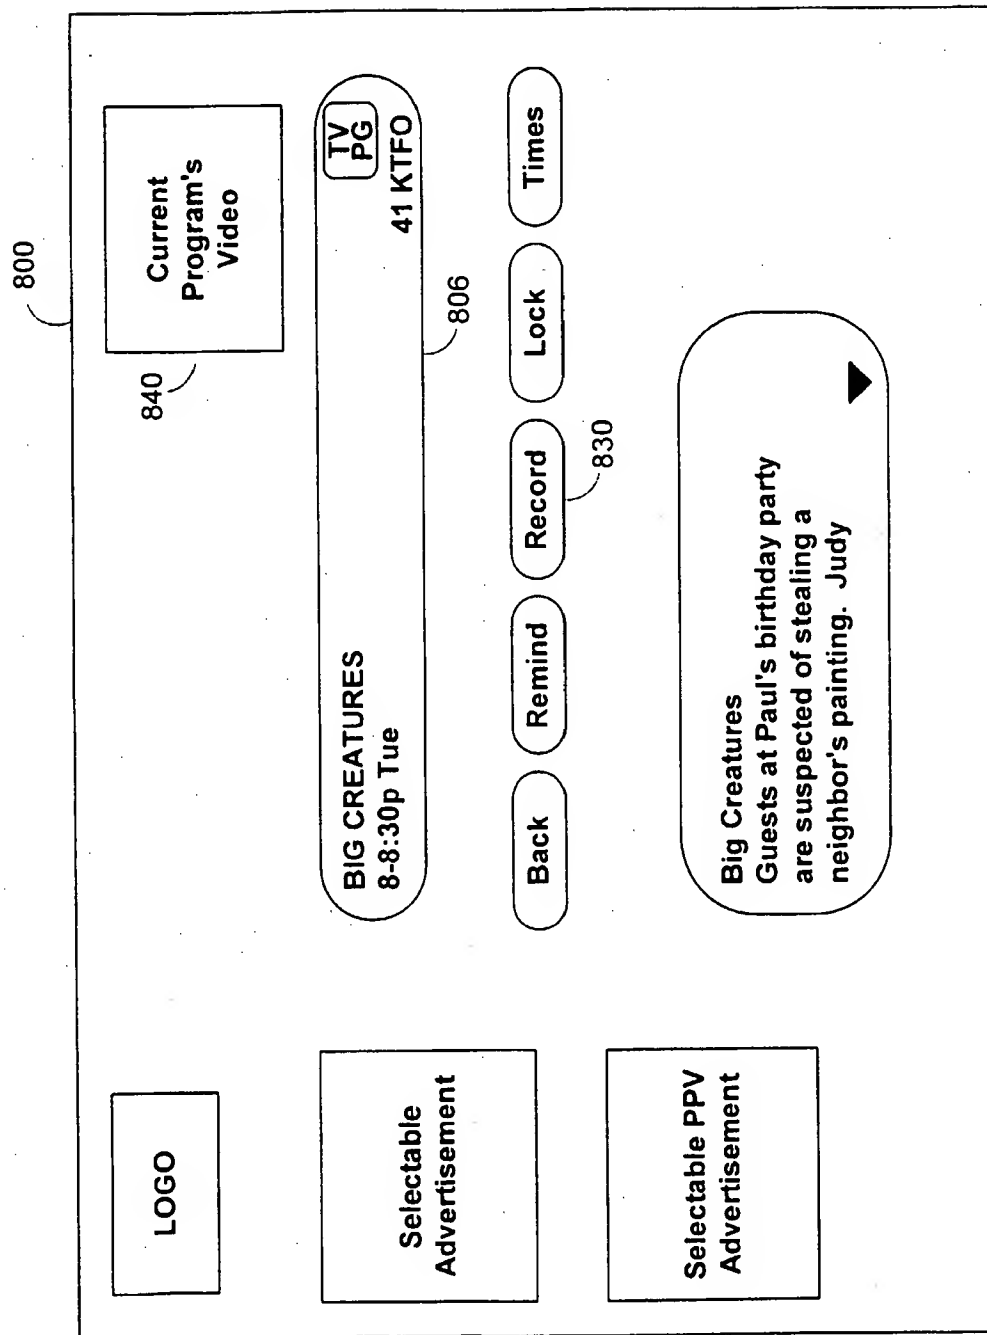 800
LOGO
Current
Program's
Video
840
BIG CREATURES
8-8:30p Tue
TV
PG
41 KTFO
806
Selectable
Advertisement
Back
Remind
Record
Lock
Times
830
Selectable PPV
Advertisement
Big Creatures
Guests at Paul's birthday party
are suspected of stealing a
neighbor's painting. Judy